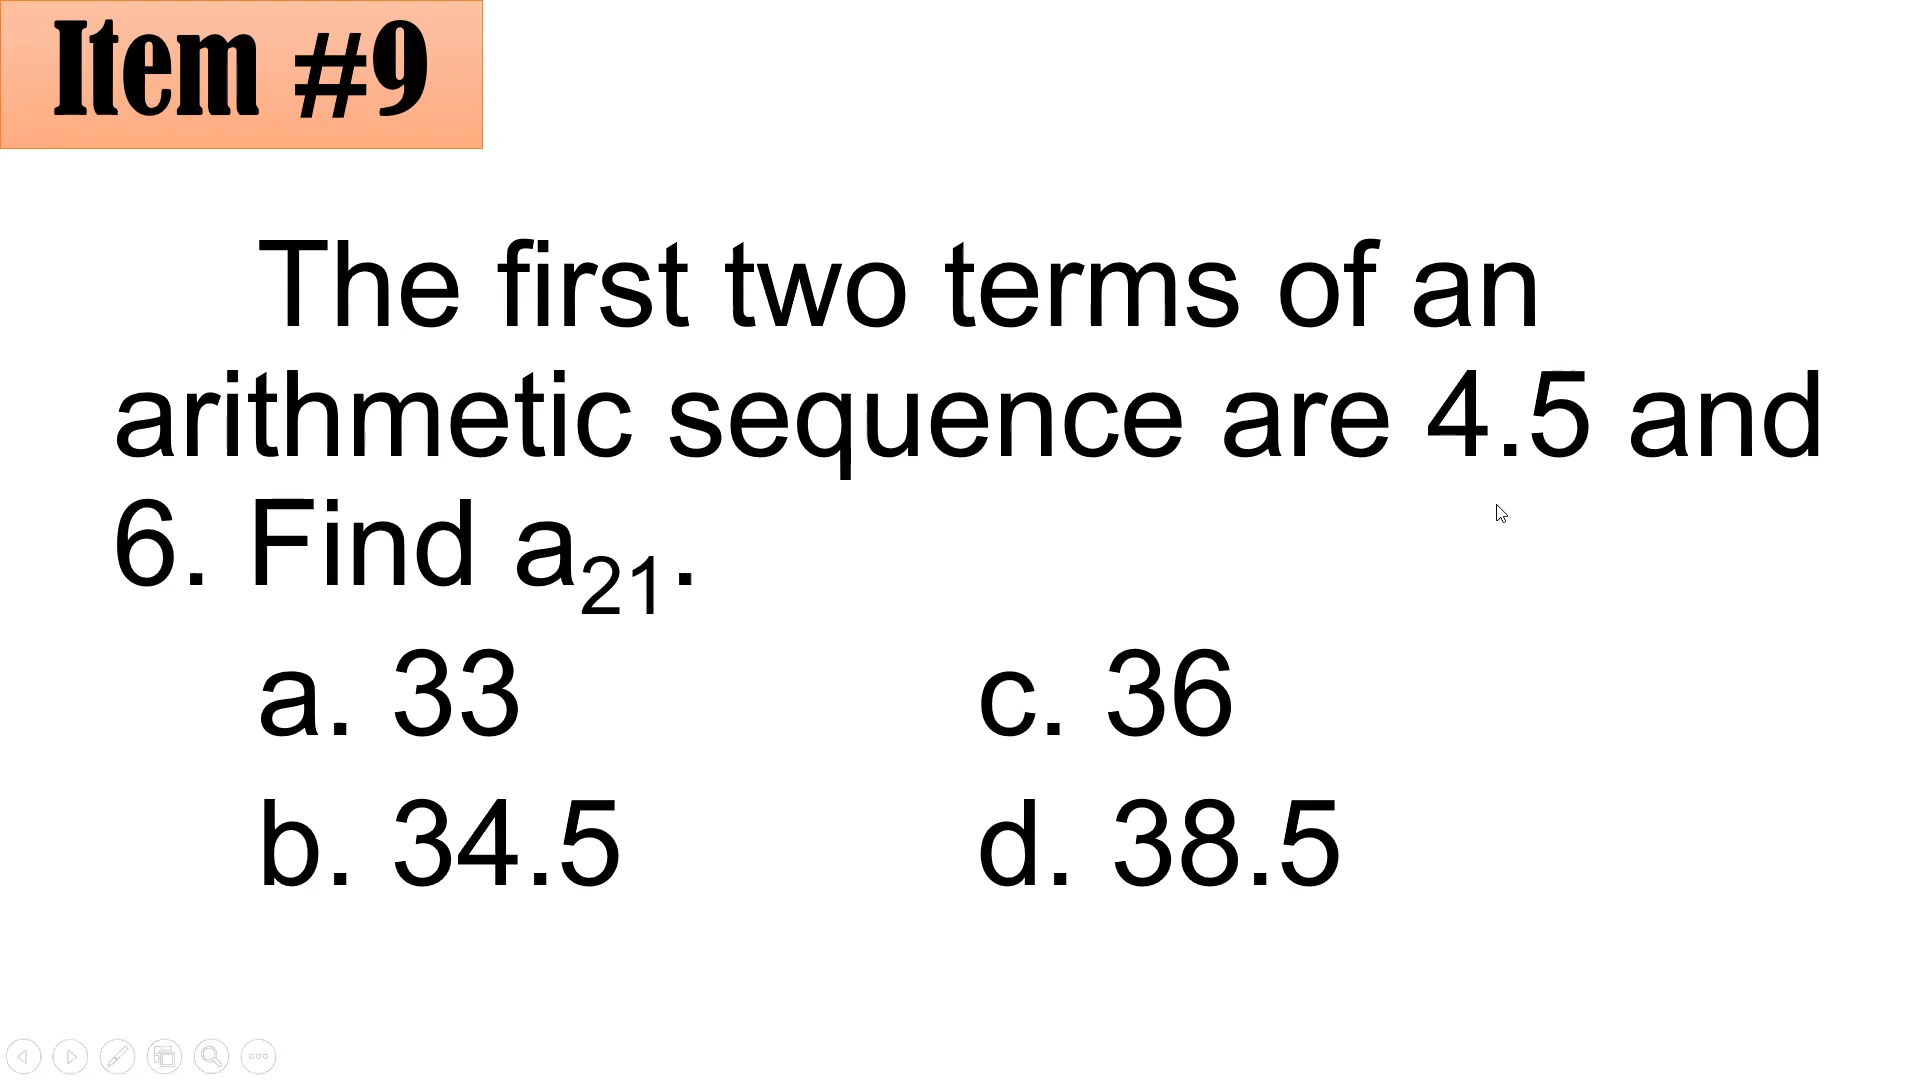 Item #9
The first two terms of an
arithmetic sequence are 4.5 and
6. Find a₂₁.
a. 33 c. 36
b. 34.5 d. 38.5